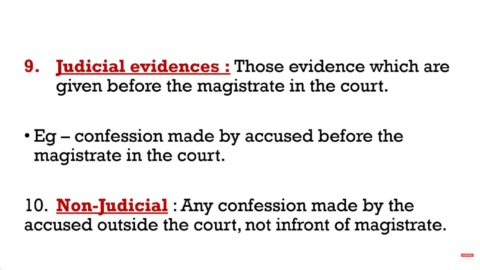 9. Judicial evidences : Those evidence which are
given before the magistrate in the court.
• Eg – confession made by accused before the
magistrate in the court.
10. Non-Judicial : Any confession made by the
accused outside the court, not infront of magistrate.